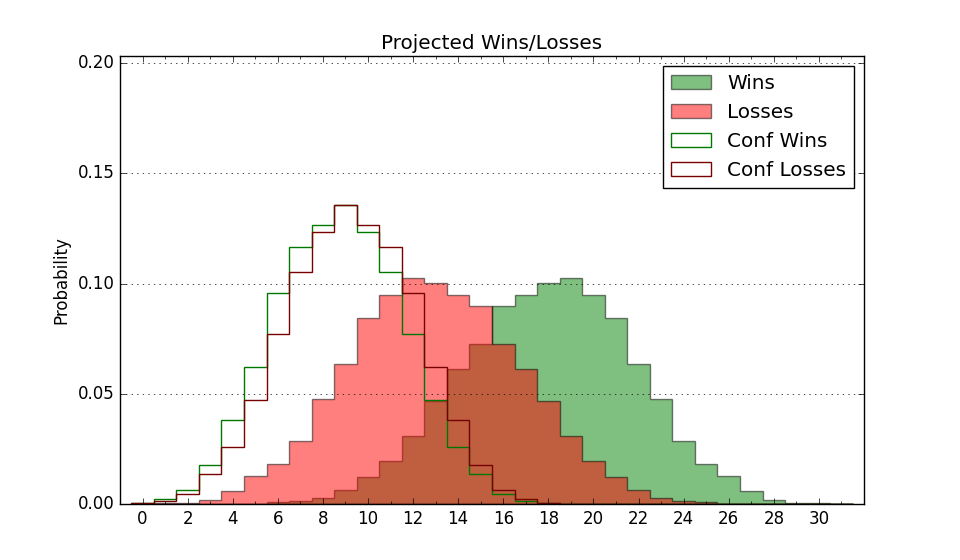 Projected Wins/Losses
0.20
0.15
0.10
0.05
0.00
Probability
Wins
Losses
Conf Wins
Conf Losses
0 2 4 6 8 10 12 14 16 18 20 22 24 26 28 30